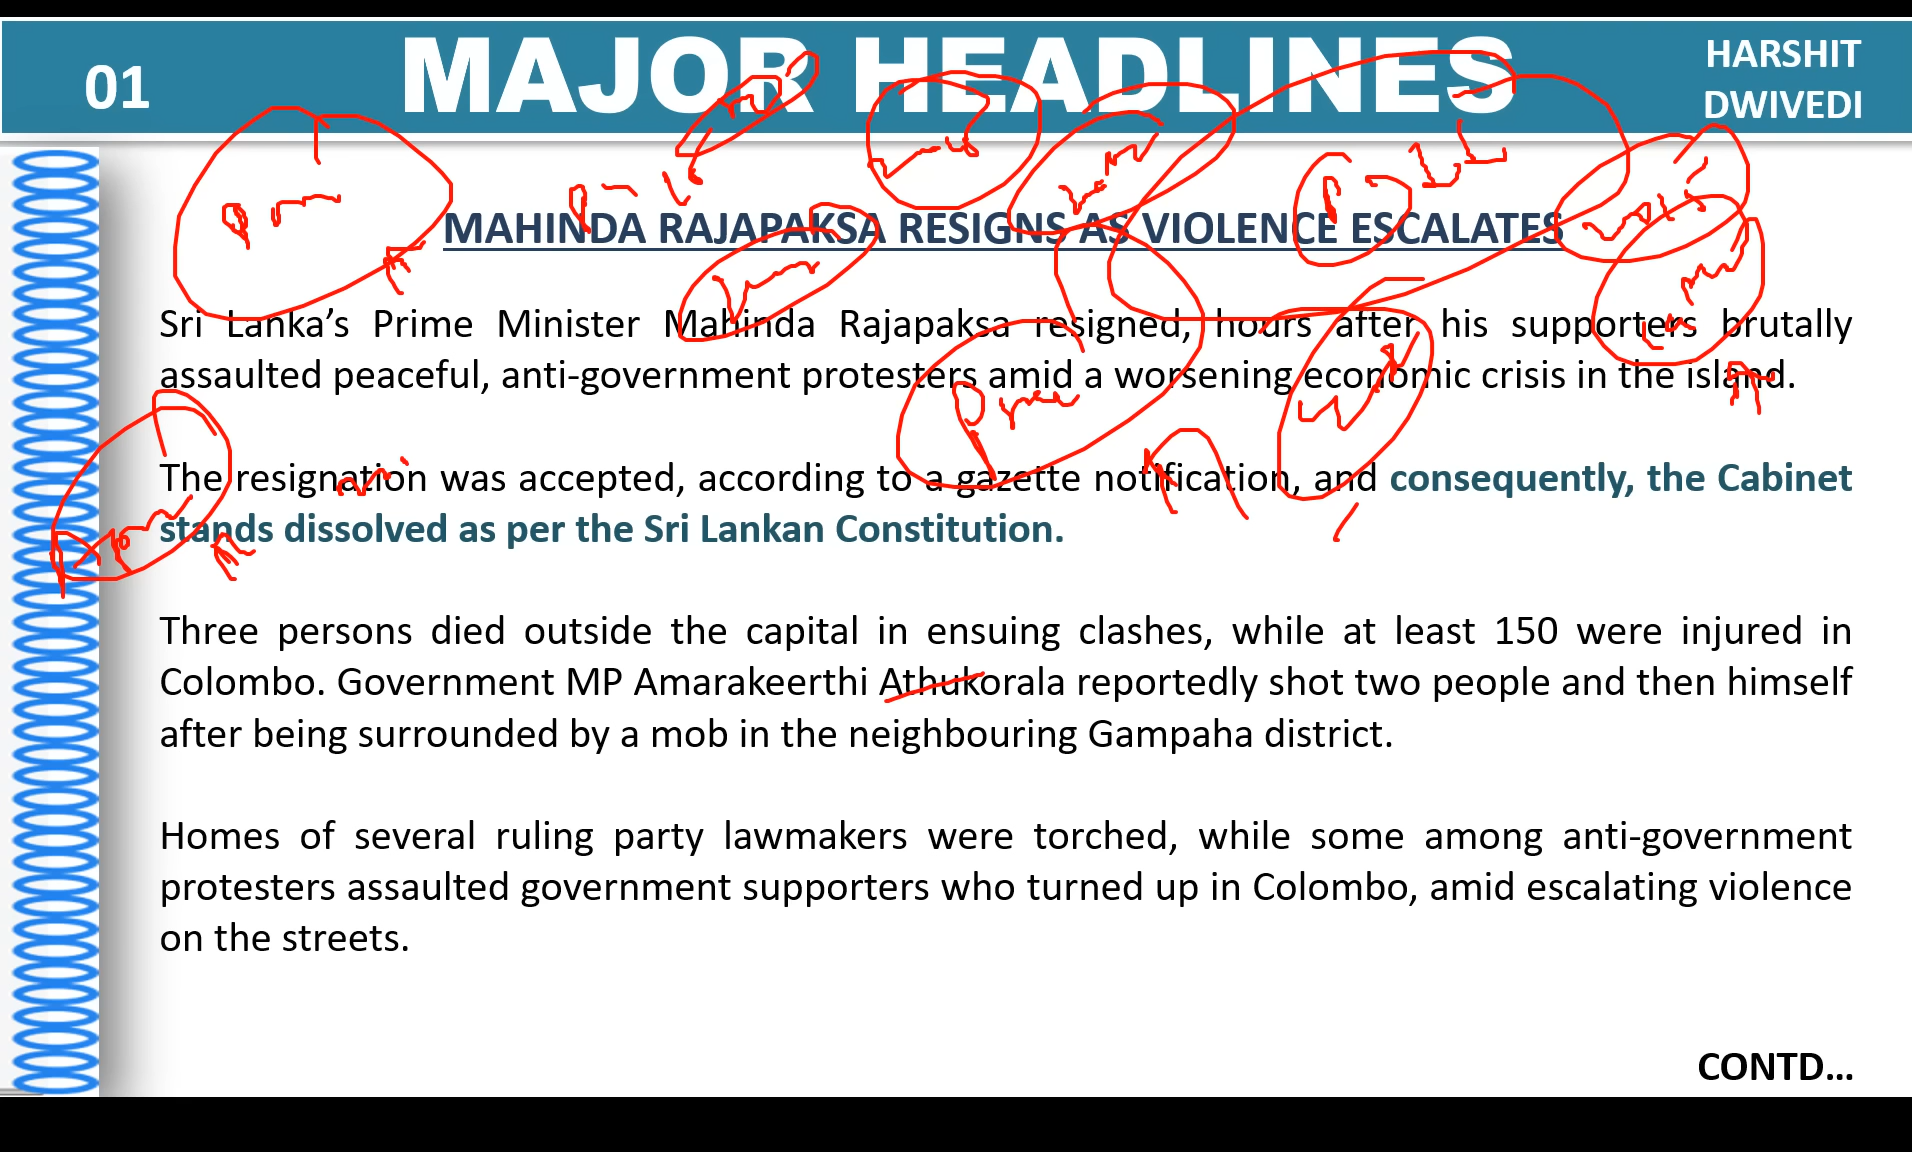 01
MAJOR HEADLINES
HARSHIT
DWIVEDI
MAHINDA RAJAPAKSA RESIGNS AS VIOLENCE ESCALATES
Sri Lanka’s Prime Minister Mahinda Rajapaksa resigned, hours after his supporters brutally
assaulted peaceful, anti-government protesters amid a worsening economic crisis in the island.
The resignation was accepted, according to a gazette notification, and consequently, the Cabinet
stands dissolved as per the Sri Lankan Constitution.
Three persons died outside the capital in ensuing clashes, while at least 150 were injured in
Colombo. Government MP Amarakeerthi Athukorala reportedly shot two people and then himself
after being surrounded by a mob in the neighbouring Gampaha district.
Homes of several ruling party lawmakers were torched, while some among anti-government
protesters assaulted government supporters who turned up in Colombo, amid escalating violence
on the streets.
CONTD...